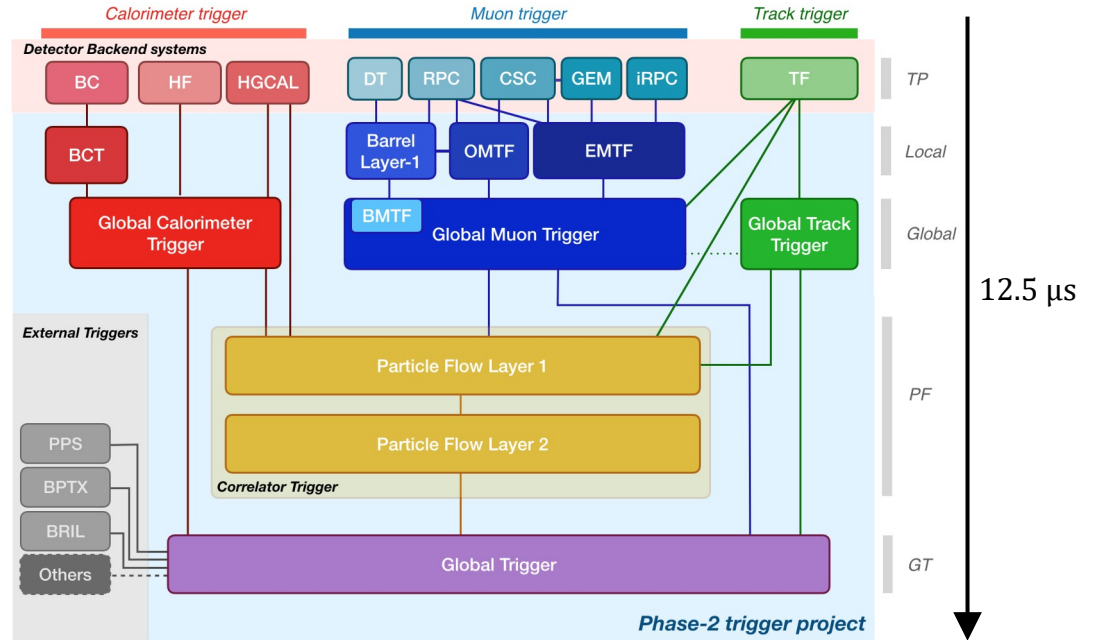 Calorimeter trigger
Muon trigger
Track trigger
Detector Backend systems
BC
HF
HGCAL
DT
RPC
CSC
GEM
iRPC
TF
TP
BCT
Barrel
Layer-1
OMTF
EMTF
Local
Global Calorimeter
Trigger
BMTF
Global Muon Trigger
Global Track
Trigger
Global
12.5 μs
External Triggers
Particle Flow Layer 1
PF
PPS
Particle Flow Layer 2
BPTX
Correlator Trigger
BRIL
Others
Global Trigger
GT
Phase-2 trigger project